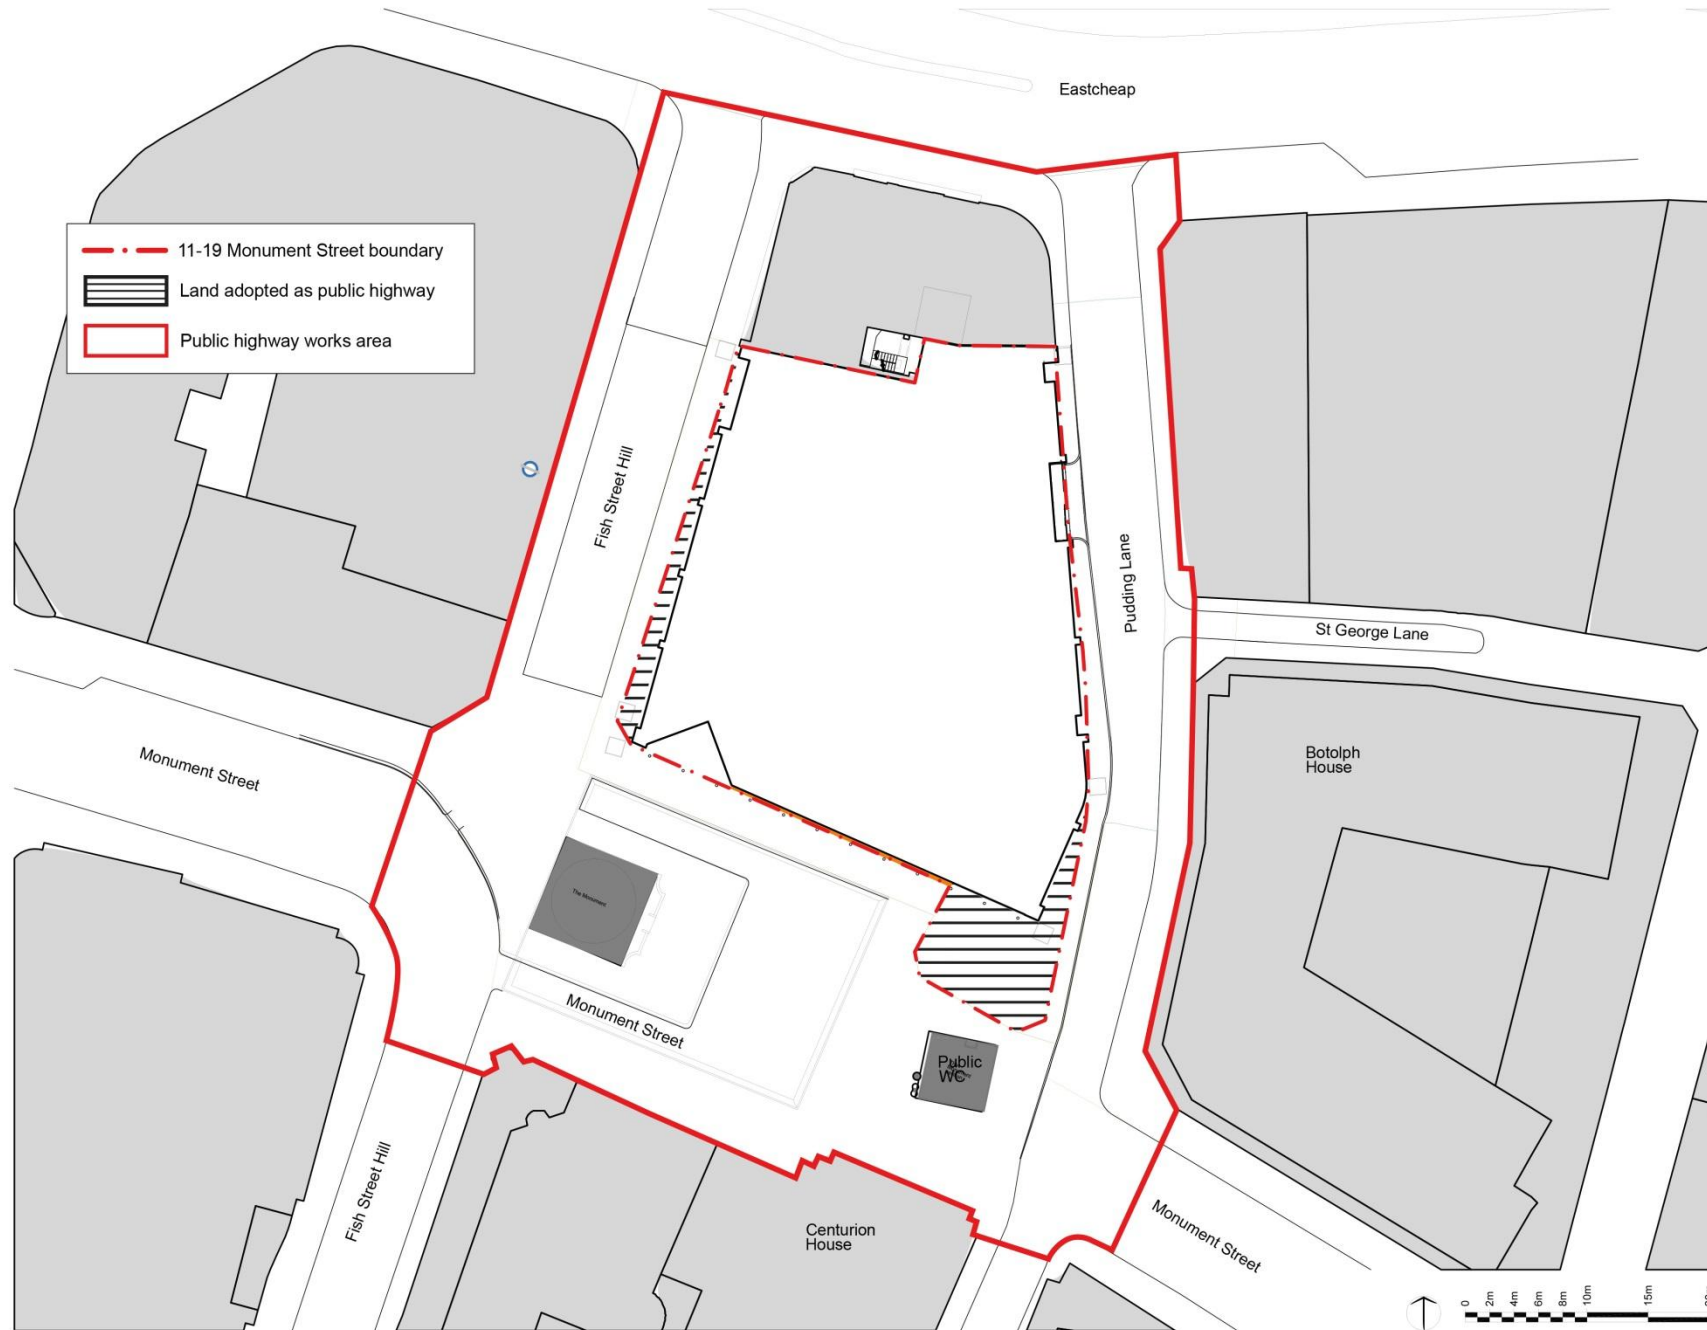 Eastcheap
11-19 Monument Street boundary
Land adopted as public highway
Public highway works area
Fish Street Hill
Pudding Lane
St George Lane
Monument Street
Botolph
House
The Monument
Monument Street
Public
WC
Fish Street Hill
Centurion
House
Monument Street
0 2m 4m 6m 8m 10m 15m